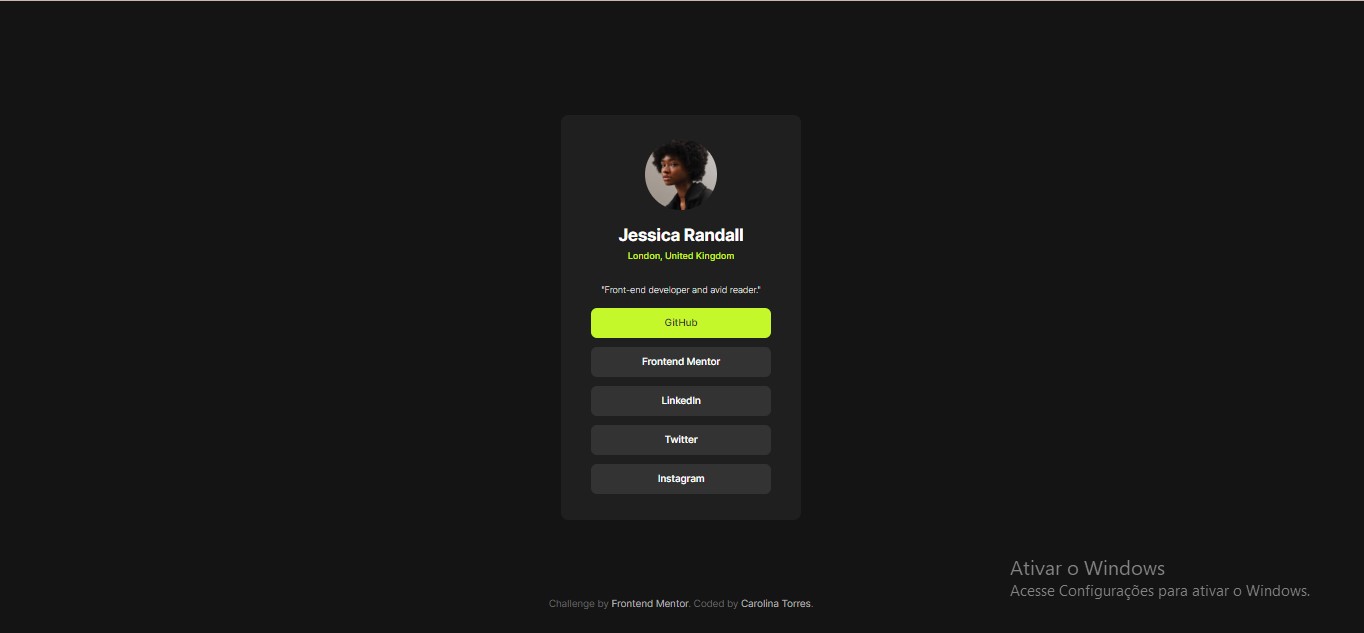 Jessica Randall
London, United Kingdom
"Front-end developer and avid reader."
GitHub
Frontend Mentor
LinkedIn
Twitter
Instagram
Ativar o Windows
Acesse Configurações para ativar o Windows.
Challenge by Frontend Mentor. Coded by Carolina Torres.